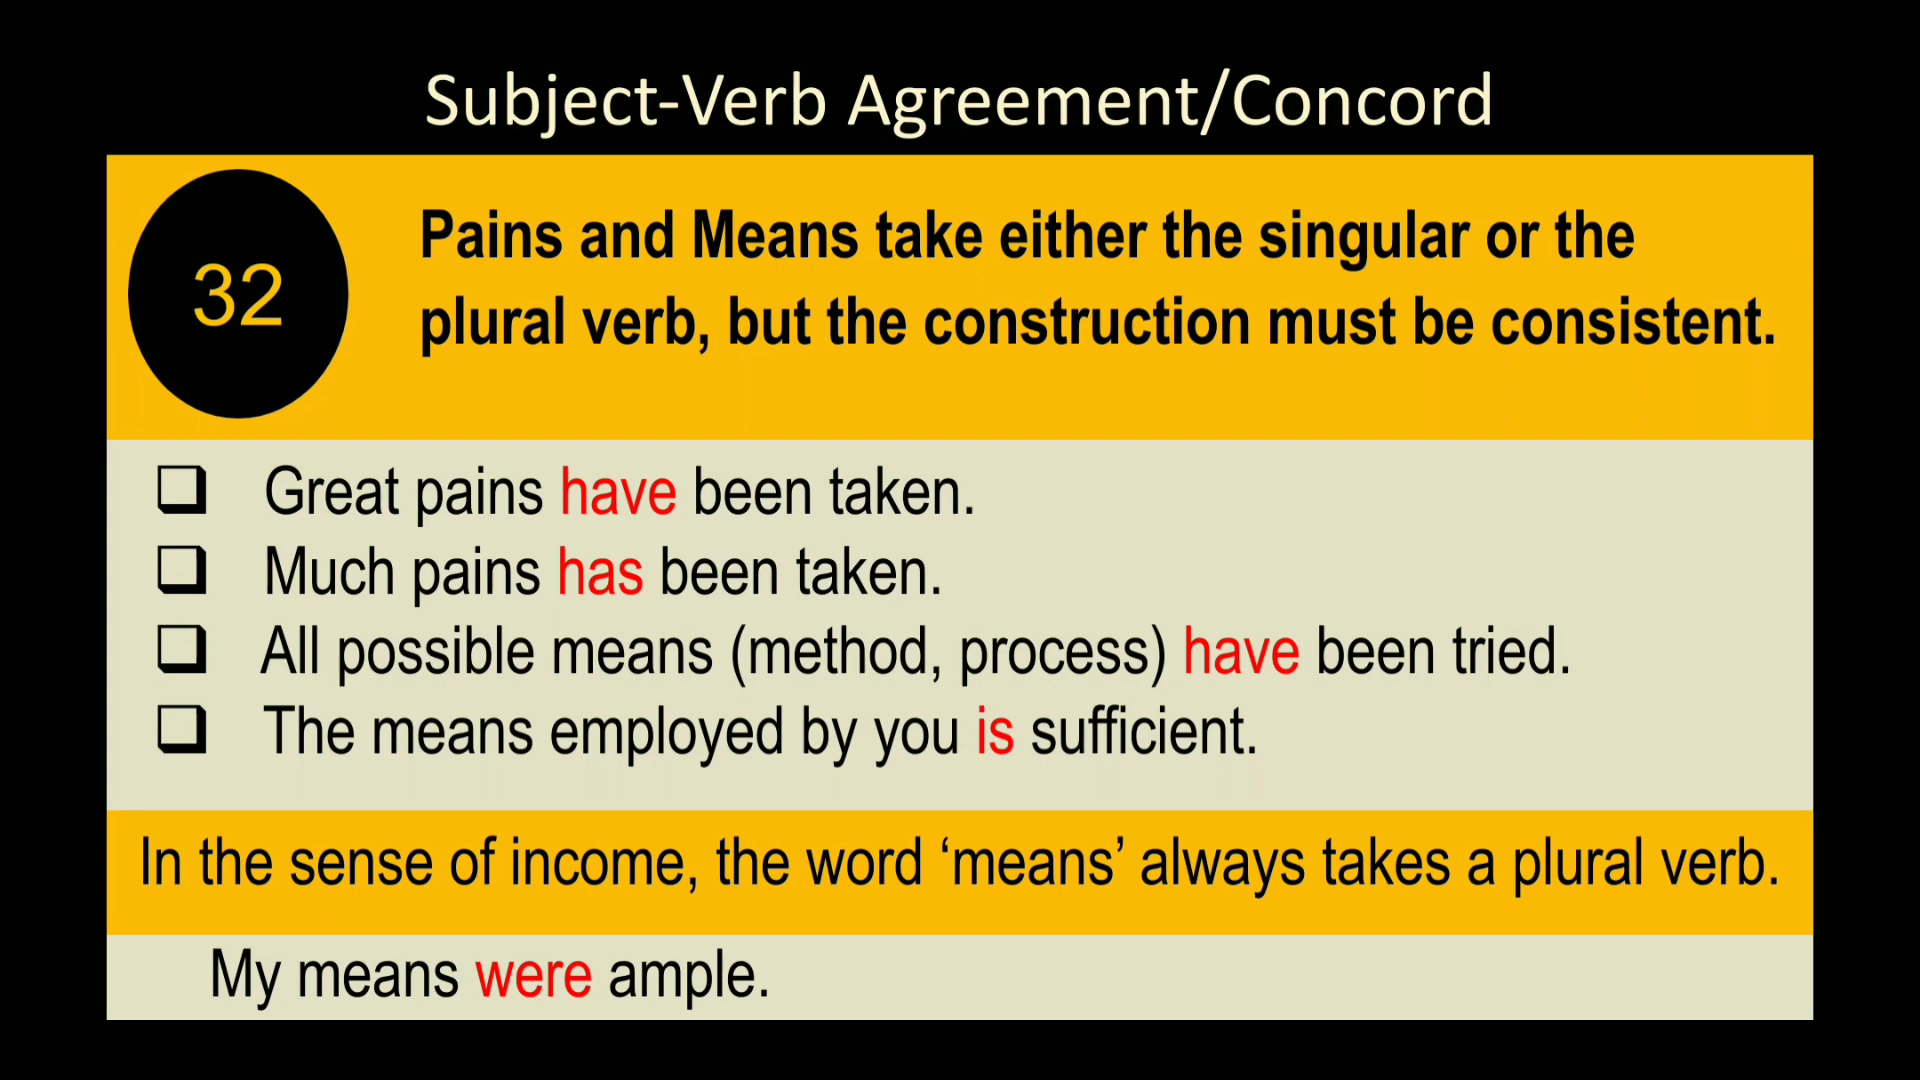 Subject-Verb Agreement/Concord
32
Pains and Means take either the singular or the
plural verb, but the construction must be consistent.
Great pains have been taken.
Much pains has been taken.
All possible means (method, process) have been tried.
The means employed by you is sufficient.
In the sense of income, the word ‘means’ always takes a plural verb.
My means were ample.